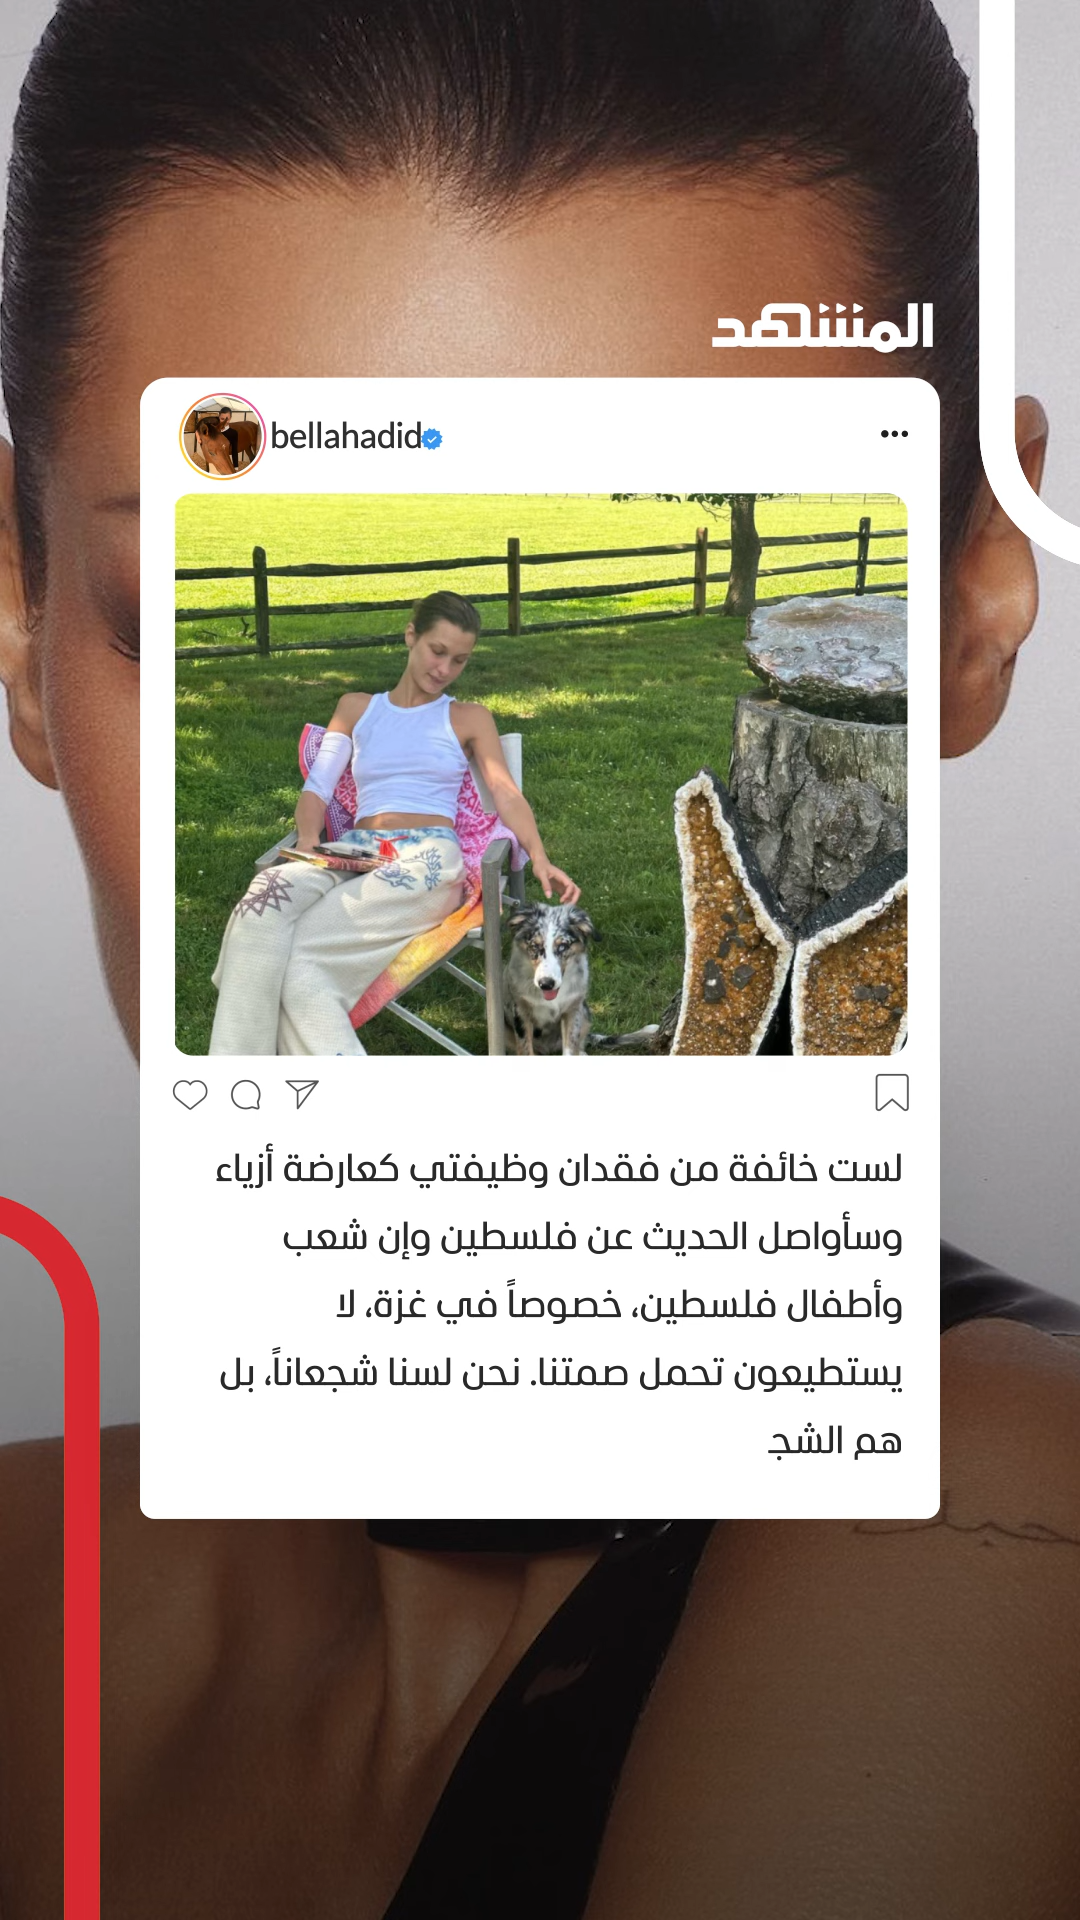 المشهد
bellahadid
لست خائفة من فقدان وظيفتي كعارضة أزياء
وسأواصل الحديث عن فلسطين وإن شعب
وأطفال فلسطين، خصوصاً في غزة، لا
يستطيعون تحمل صمتنا. نحن لسنا شجعاناً، بل
هم الشجـ